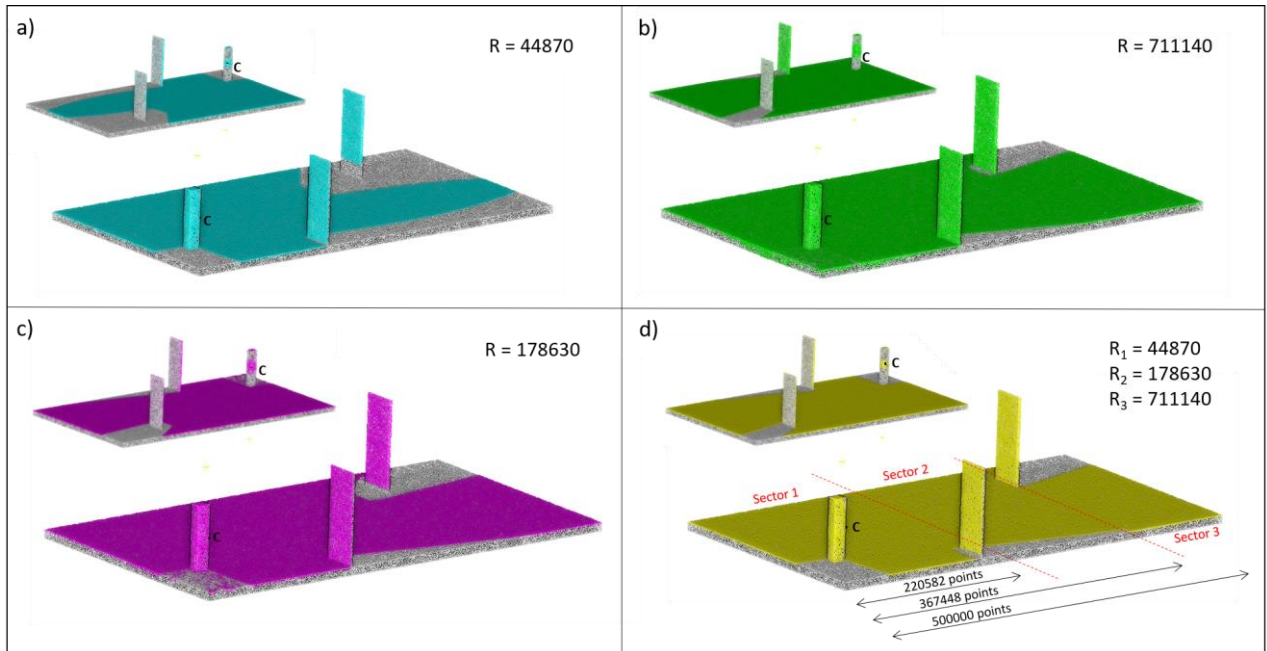 a)
R = 44870
C
C
b)
R = 711140
C
C
c)
R = 178630
C
C
d)
R₁ = 44870
R₂ = 178630
R₃ = 711140
C
Sector 1
Sector 2
C
Sector 3
220582 points
367448 points
500000 points